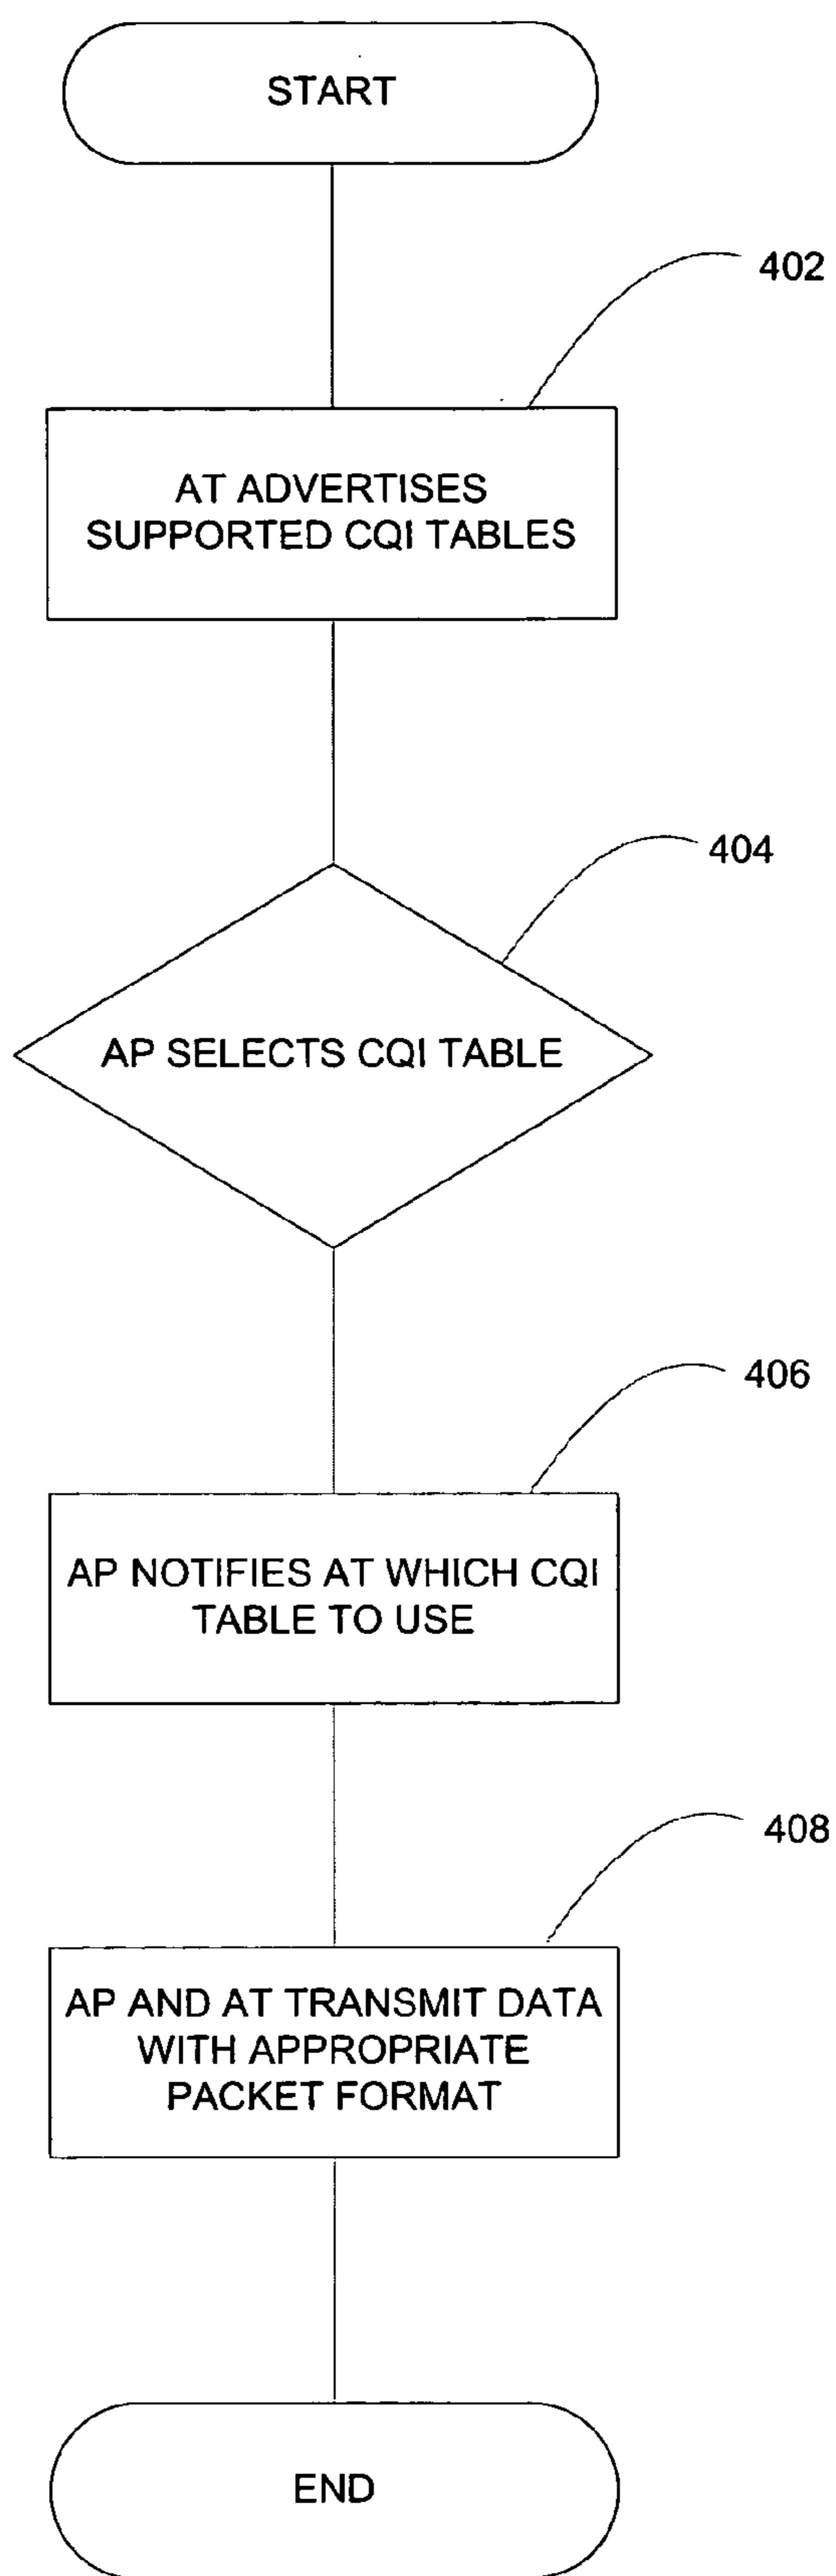 START
402
AT ADVERTISES
SUPPORTED CQI TABLES
404
AP SELECTS CQI TABLE
406
AP NOTIFIES AT WHICH CQI
TABLE TO USE
408
AP AND AT TRANSMIT DATA
WITH APPROPRIATE
PACKET FORMAT
END